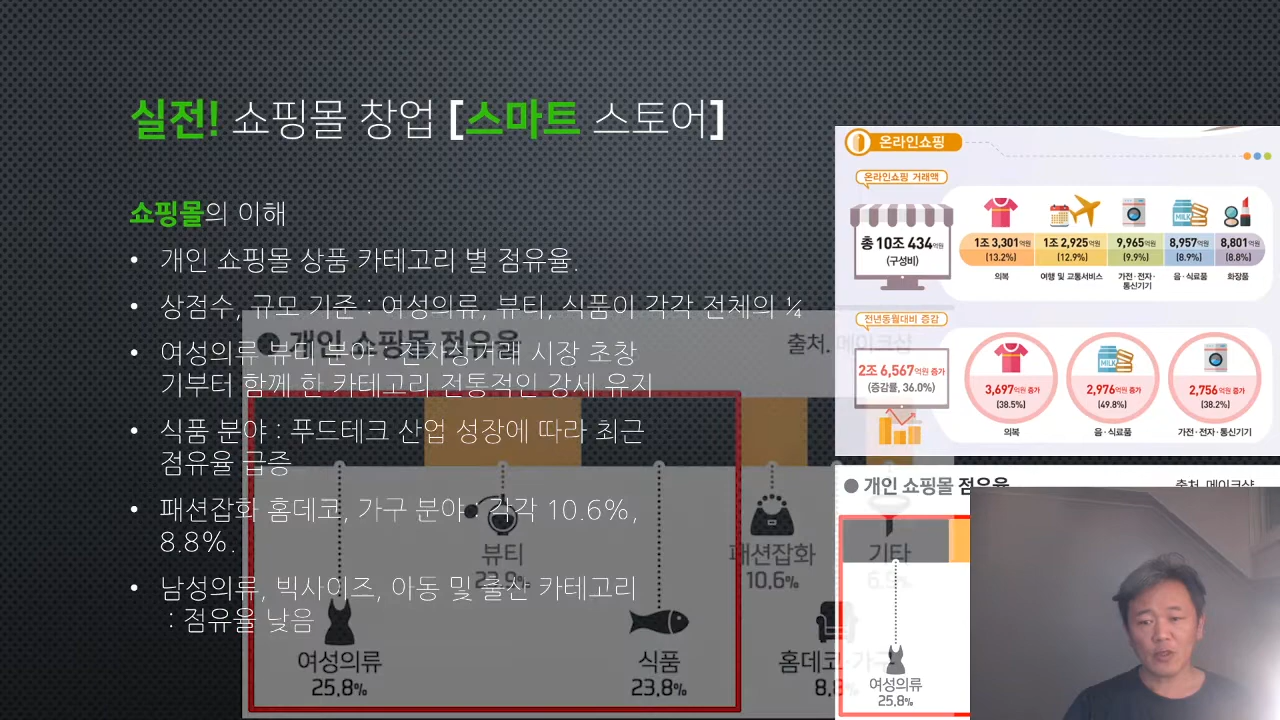 실전! 쇼핑몰 창업 [스마트 스토어]
쇼핑몰의 이해
• 개인 쇼핑몰 상품 카테고리 별 점유율.
• 상점수, 규모 기준 : 여성의류, 뷰티, 식품이 각각 전체의 ¼
• 여성의류 뷰티 분야 : 전자상거래 시장 초창
기부터 함께 한 카테고리 전통적인 강세 유지
• 식품 분야 : 푸드테크 산업 성장에 따라 최근
점유율 급증
• 패션잡화 홈데코, 가구 분야 : 각각 10.6%,
8.8%.
• 남성의류, 빅사이즈, 아동 및 출산 카테고리
: 점유율 낮음
개인 쇼핑몰 점유율
출처. 메이크샵
뷰티
패션잡화
10.6%
기타
여성의류
25.8%
식품
23.8%
홈데코·가구
온라인쇼핑
온라인쇼핑 거래액
총 10조 434억원
(구성비)
1조 3,301억원 1조 2,925억원 9,965억원 8,957억원 8,801억원
(13.2%) (12.9%) (9.9%) (8.9%) (8.8%)
의복 여행 및 교통서비스 가전·전자· 음·식료품 화장품
통신기기
전년동월대비 증감
2조 6,567억원 증가
(증감률, 36.0%)
3,697억원 증가 2,976억원 증가 2,756억원 증가
(38.5%) (49.8%) (38.2%)
의복 음·식료품 가전·전자·통신기기
● 개인 쇼핑몰 점유율
출처. 메이크샵
여성의류
25.8%